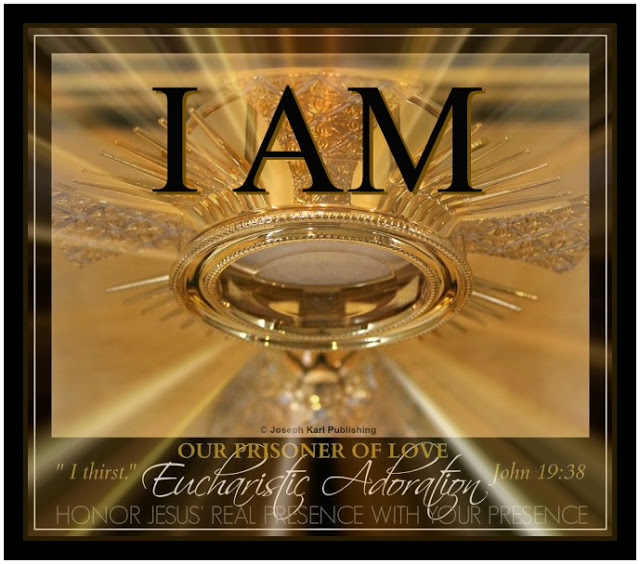 I AM
© Joseph Karl Publishing
OUR PRISONER OF LOVE
" I thirst." Eucharistic Adoration John 19:38
HONOR JESUS' REAL PRESENCE WITH YOUR PRESENCE